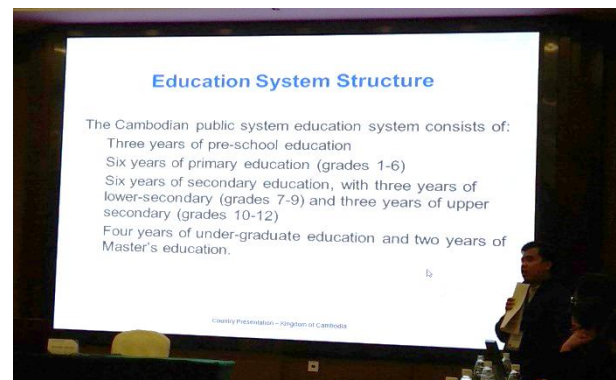 Education System Structure
The Cambodian public system education system consists of:
Three years of pre-school education
Six years of primary education (grades 1-6)
Six years of secondary education, with three years of
lower-secondary (grades 7-9) and three years of upper
secondary (grades 10-12)
Four years of under-graduate education and two years of
Master's education.
Country Presentation – Kingdom of Cambodia